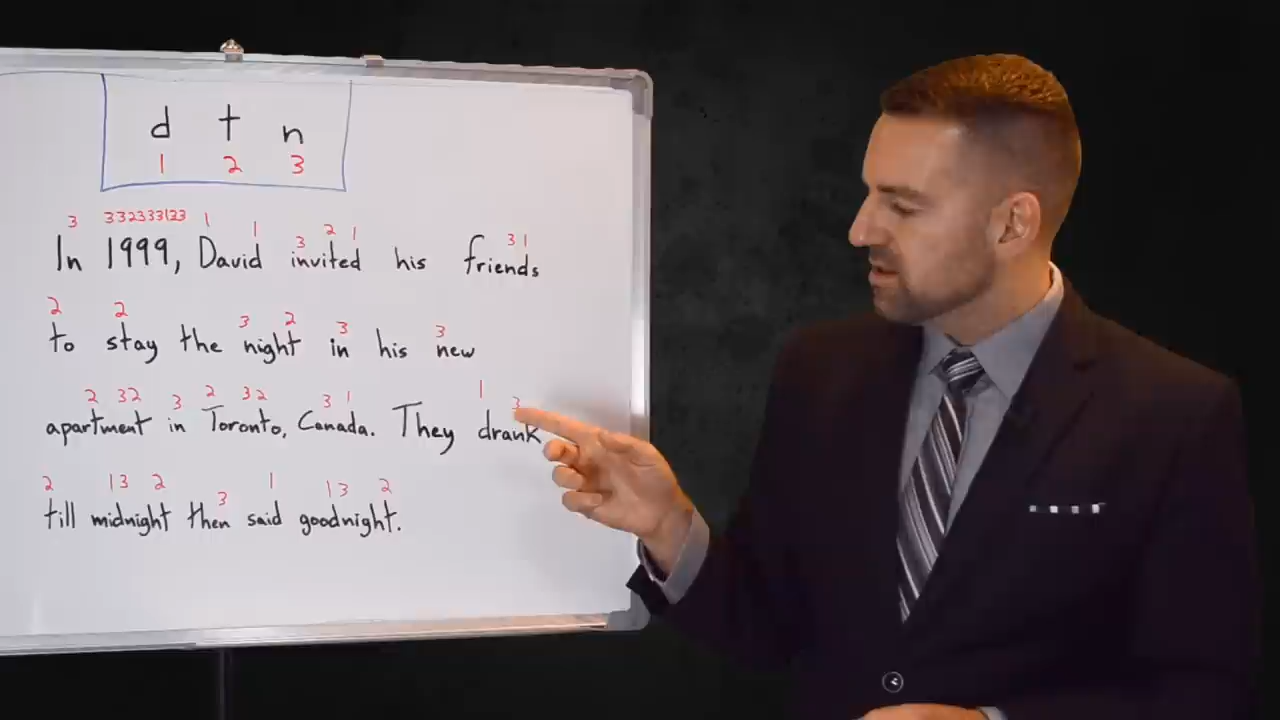 d t n
1 2 3
3 332333123 1 1 3 2 1 3 1
In 1999, David invited his friends
2 2 3 2 3 3
to stay the night in his new
2 32 3 2 32 3 1 1 3
apartment in Toronto, Canada. They drank
2 13 2 3 1 13 2
till midnight then said goodnight.